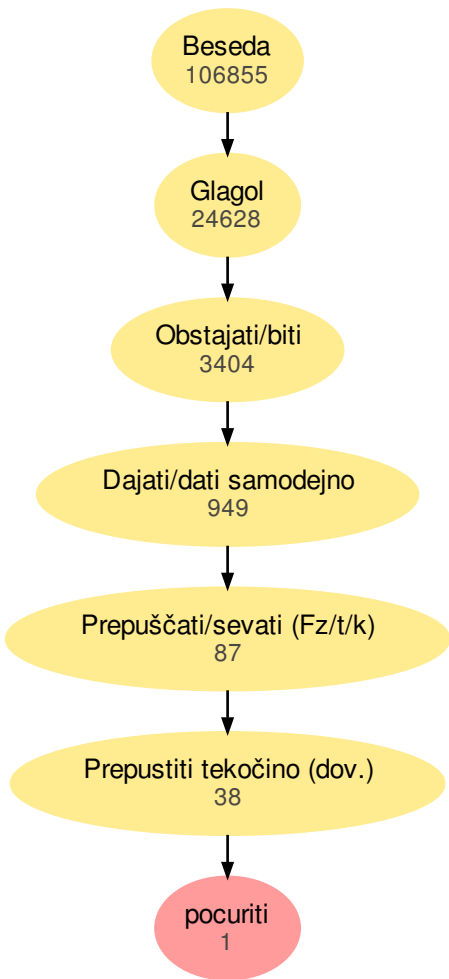 Beseda
106855
Glagol
24628
Obstajati/biti
3404
Dajati/dati samodejno
949
Prepuščati/sevati (Fz/t/k)
87
Prepustiti tekočino (dov.)
38
pocuriti
1